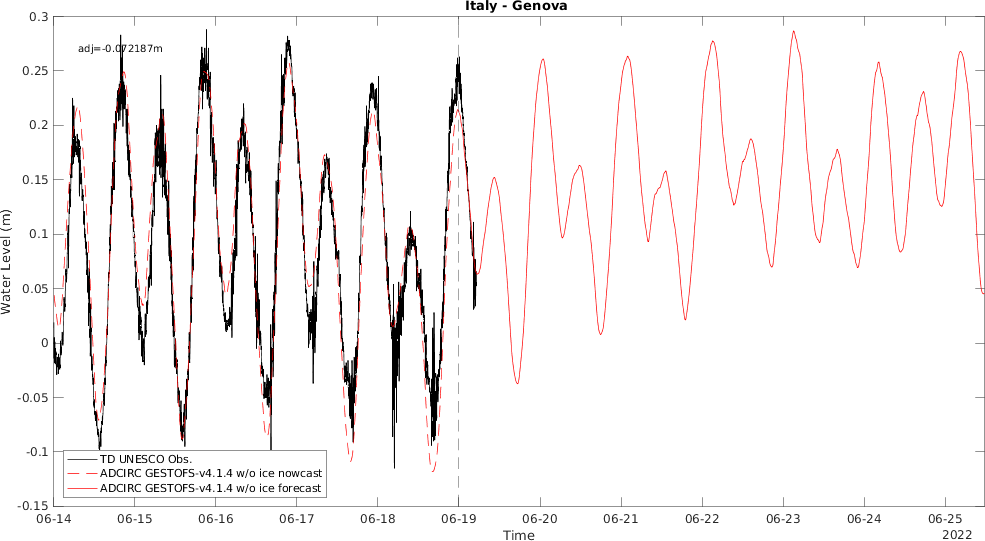 Italy - Genova
adj=-0.072187m
0.3
0.25
0.2
0.15
0.1
0.05
0
-0.05
-0.1
-0.15
Water Level (m)
TD UNESCO Obs.
ADCIRC GESTOFS-v4.1.4 w/o ice nowcast
ADCIRC GESTOFS-v4.1.4 w/o ice forecast
06-14 06-15 06-16 06-17 06-18 06-19 06-20 06-21 06-22 06-23 06-24 06-25
Time
2022